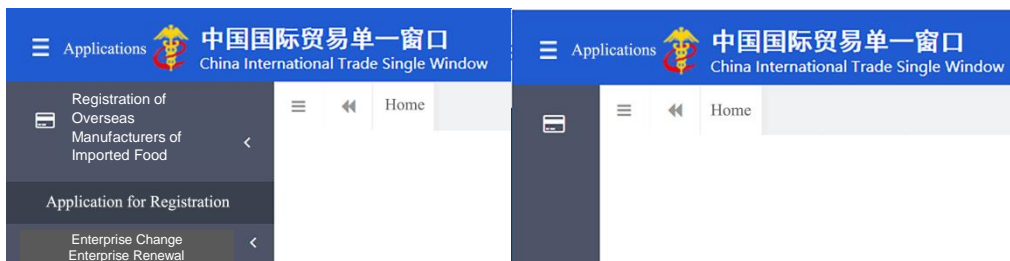 Applications
中国国际贸易单一窗口
China International Trade Single Window
Registration of
Overseas
Manufacturers of
Imported Food
Home
Application for Registration
Enterprise Change
Enterprise Renewal
Applications
中国国际贸易单一窗口
China International Trade Single Window
Home